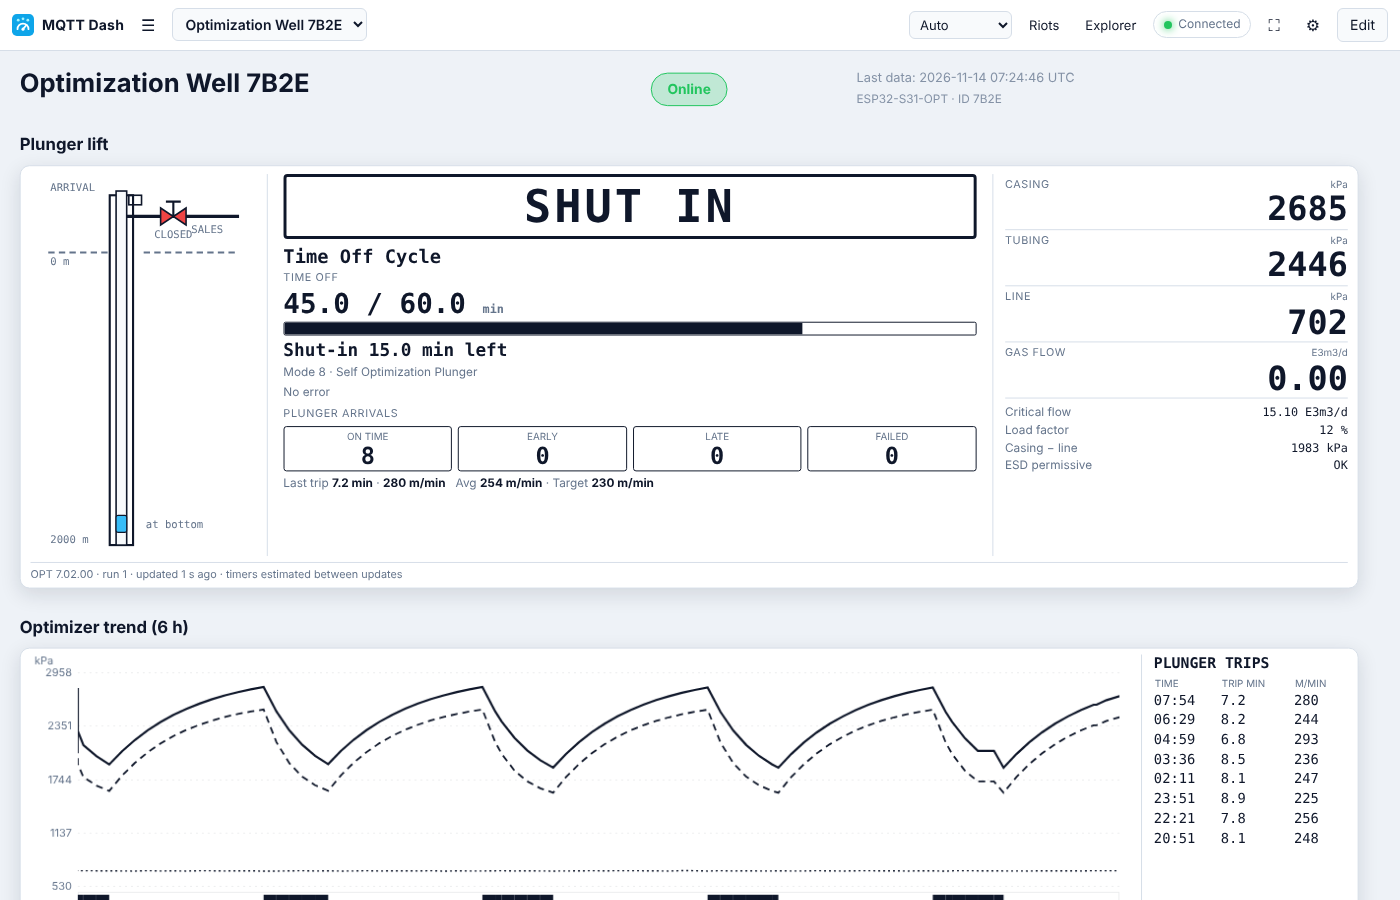 MQTT Dash ☰ Optimization Well 7B2E Auto Riots Explorer Connected Edit
Optimization Well 7B2E
Online
Last data: 2026-11-14 07:24:46 UTC
ESP32-S31-OPT · ID 7B2E
Plunger lift
ARRIVAL
CLOSED
SALES
0 m
at bottom
2000 m
SHUT IN
Time Off Cycle
TIME OFF
45.0 / 60.0 min
Shut-in 15.0 min left
Mode 8 · Self Optimization Plunger
No error
PLUNGER ARRIVALS
ON TIME EARLY LATE FAILED
8 0 0 0
Last trip 7.2 min · 280 m/min Avg 254 m/min · Target 230 m/min
CASING kPa
2685
TUBING kPa
2446
LINE kPa
702
GAS FLOW E3m3/d
0.00
Critical flow 15.10 E3m3/d
Load factor 12 %
Casing – line 1983 kPa
ESD permissive OK
OPT 7.02.00 · run 1 · updated 1 s ago · timers estimated between updates
Optimizer trend (6 h)
kPa
2958
2351
1744
1137
530
PLUNGER TRIPS
TIME TRIP MIN M/MIN
07:54 7.2 280
06:29 8.2 244
04:59 6.8 293
03:36 8.5 236
02:11 8.1 247
23:51 8.9 225
22:21 7.8 256
20:51 8.1 248